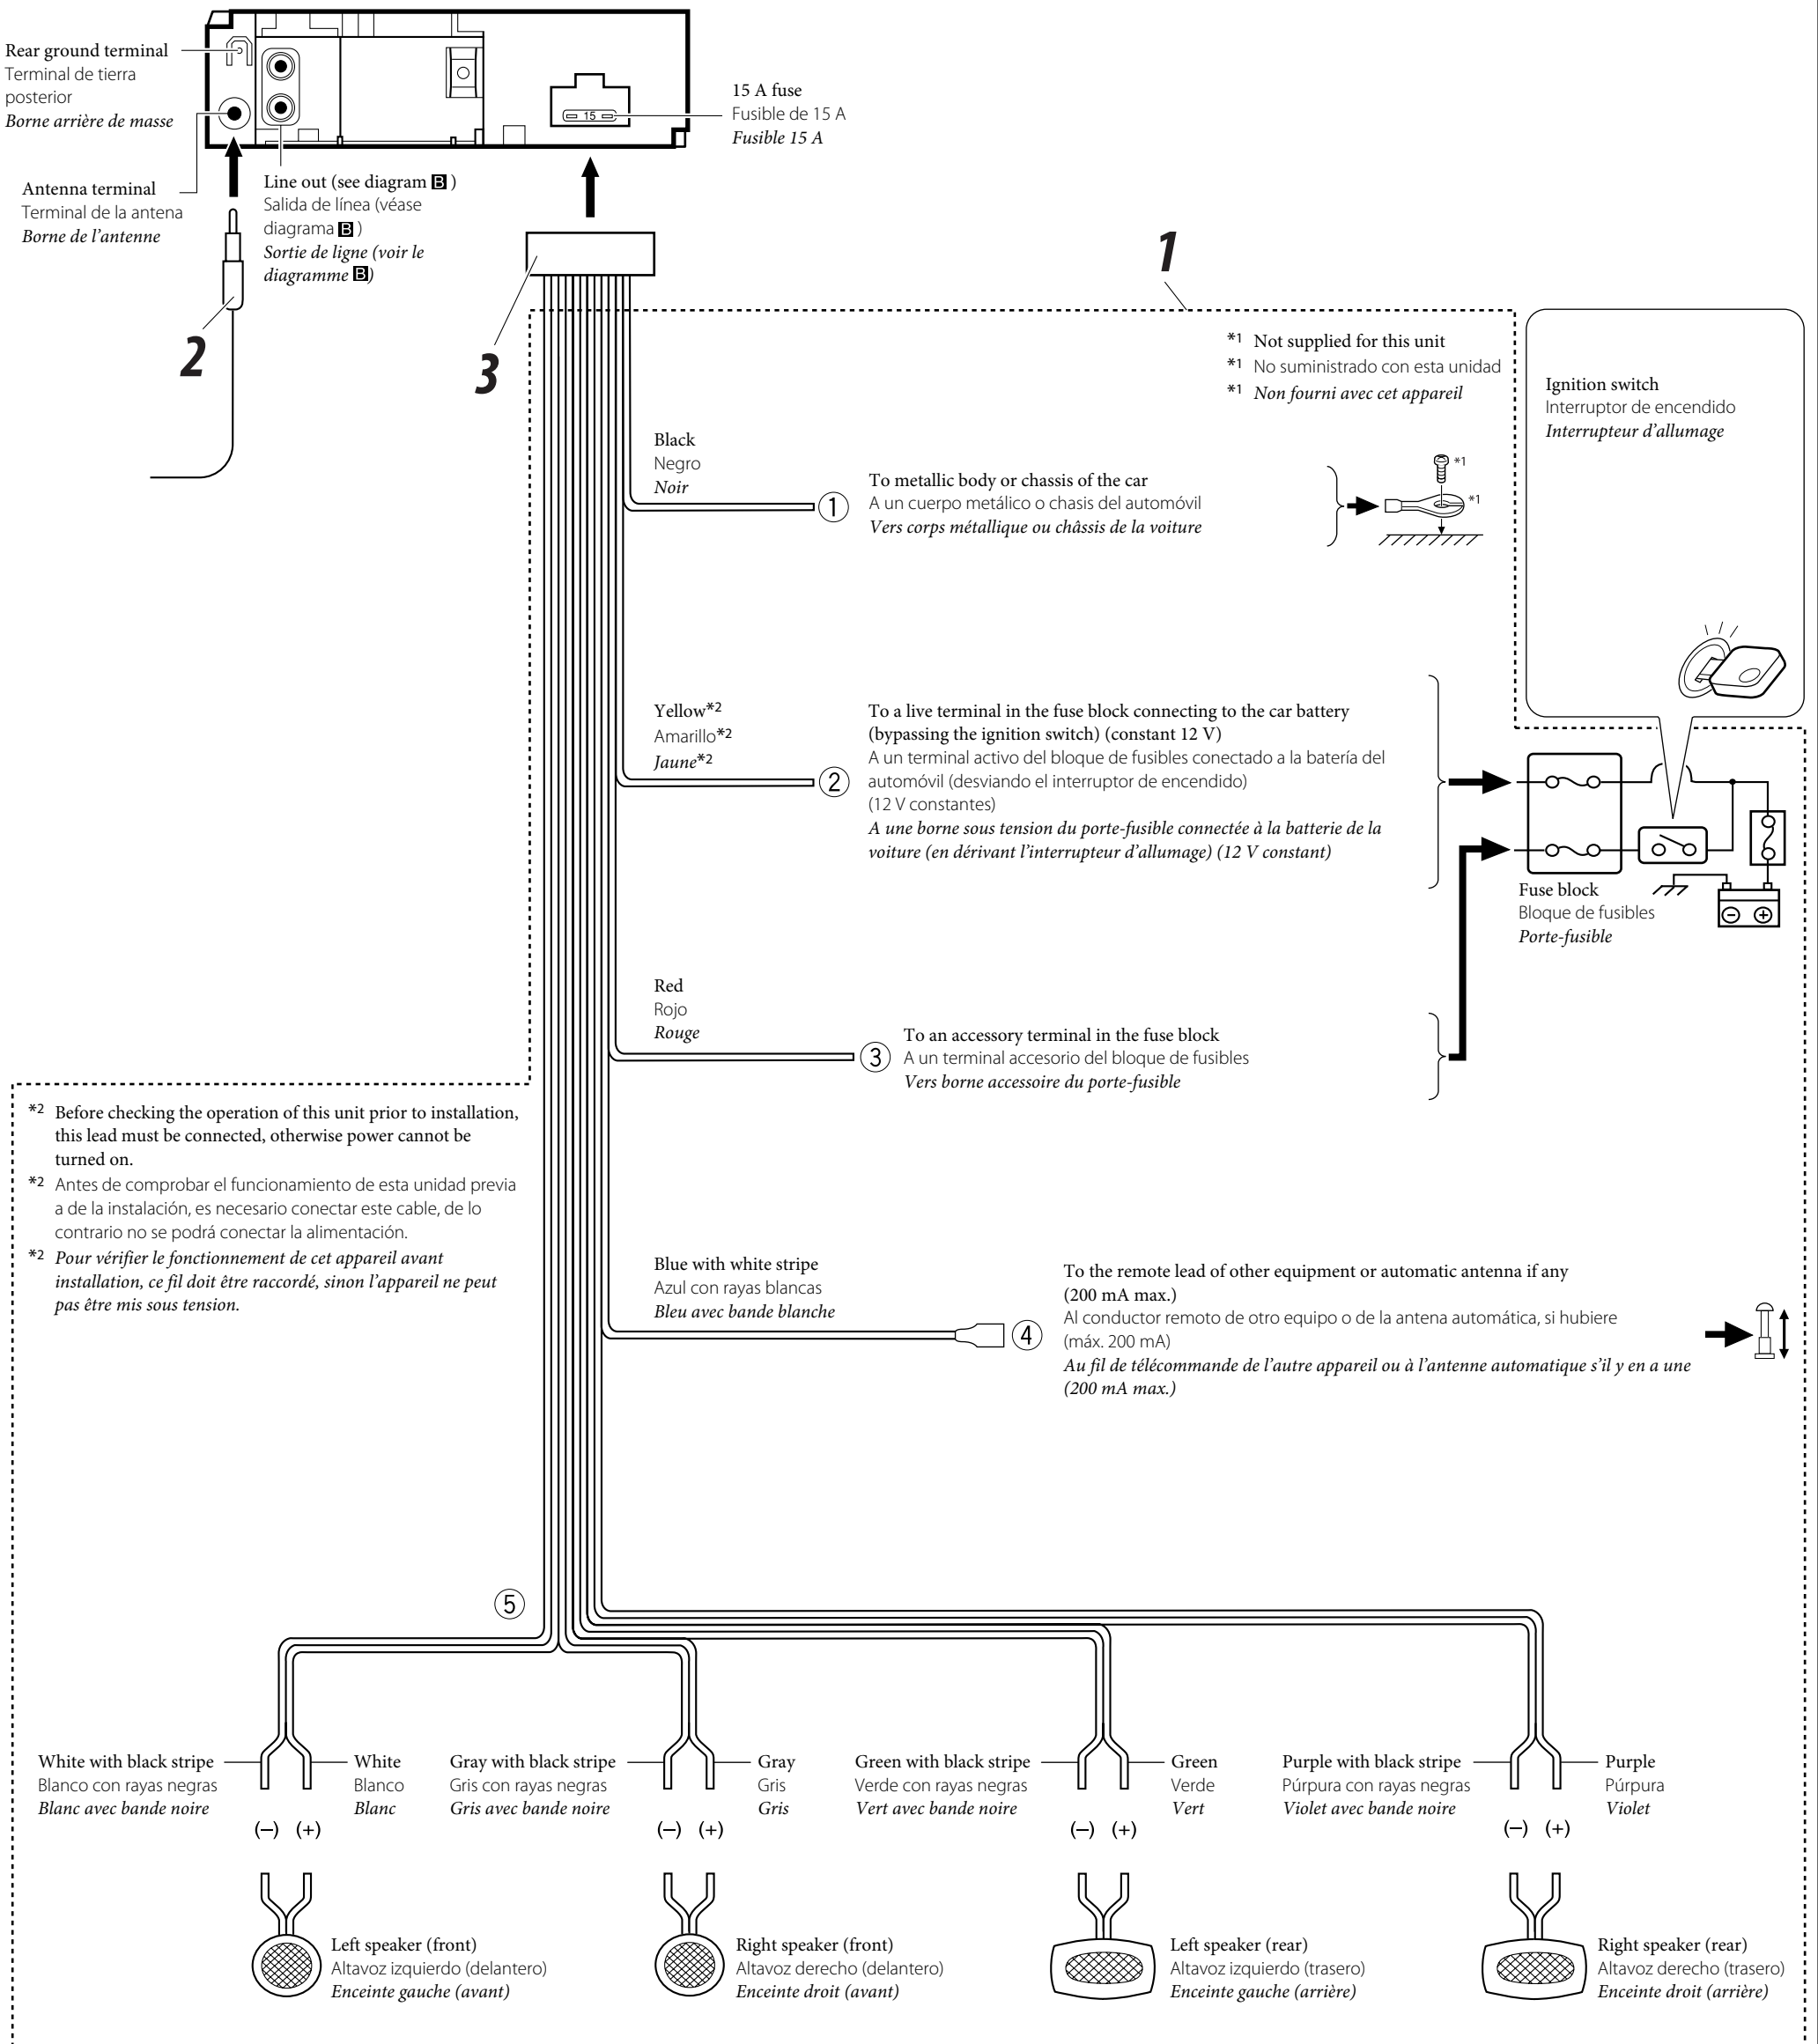 Rear ground terminal
Terminal de tierra
posterior
Borne arrière de masse
15 A fuse
Fusible de 15 A
Fusible 15 A
15
Antenna terminal
Terminal de la antena
Borne de l'antenne
Line out (see diagram B )
Salida de línea (véase
diagrama B )
Sortie de ligne (voir le
diagramme B)
1
2
3
*1 Not supplied for this unit
*1 No suministrado con esta unidad
*1 Non fourni avec cet appareil
Ignition switch
Interruptor de encendido
Interrupteur d'allumage
Black
Negro
Noir
①
To metallic body or chassis of the car
A un cuerpo metálico o chasis del automóvil
Vers corps métallique ou châssis de la voiture
*1
*1
Yellow*2
Amarillo*2
Jaune*2
②
To a live terminal in the fuse block connecting to the car battery
(bypassing the ignition switch) (constant 12 V)
A un terminal activo del bloque de fusibles conectado a la batería del
automóvil (desviando el interruptor de encendido)
(12 V constantes)
A une borne sous tension du porte-fusible connectée à la batterie de la
voiture (en dérivant l'interrupteur d'allumage) (12 V constant)
Fuse block
Bloque de fusibles
Porte-fusible
Red
Rojo
Rouge
③
To an accessory terminal in the fuse block
A un terminal accesorio del bloque de fusibles
Vers borne accessoire du porte-fusible
*2 Before checking the operation of this unit prior to installation,
this lead must be connected, otherwise power cannot be
turned on.
*2 Antes de comprobar el funcionamiento de esta unidad previa
a de la instalación, es necesario conectar este cable, de lo
contrario no se podrá conectar la alimentación.
*2 Pour vérifier le fonctionnement de cet appareil avant
installation, ce fil doit être raccordé, sinon l'appareil ne peut
pas être mis sous tension.
Blue with white stripe
Azul con rayas blancas
Bleu avec bande blanche
④
To the remote lead of other equipment or automatic antenna if any
(200 mA max.)
Al conductor remoto de otro equipo o de la antena automática, si hubiere
(máx. 200 mA)
Au fil de télécommande de l'autre appareil ou à l'antenne automatique s'il y en a une
(200 mA max.)
⑤
White with black stripe
Blanco con rayas negras
Blanc avec bande noire
White
Blanco
Blanc
Gray with black stripe
Gris con rayas negras
Gris avec bande noire
Gray
Gris
Gris
Green with black stripe
Verde con rayas negras
Vert avec bande noire
Green
Verde
Vert
Purple with black stripe
Púrpura con rayas negras
Violet avec bande noire
Purple
Púrpura
Violet
(–) (+)
(–) (+)
(–) (+)
(–) (+)
Left speaker (front)
Altavoz izquierdo (delantero)
Enceinte gauche (avant)
Right speaker (front)
Altavoz derecho (delantero)
Enceinte droit (avant)
Left speaker (rear)
Altavoz izquierdo (trasero)
Enceinte gauche (arrière)
Right speaker (rear)
Altavoz derecho (trasero)
Enceinte droit (arrière)